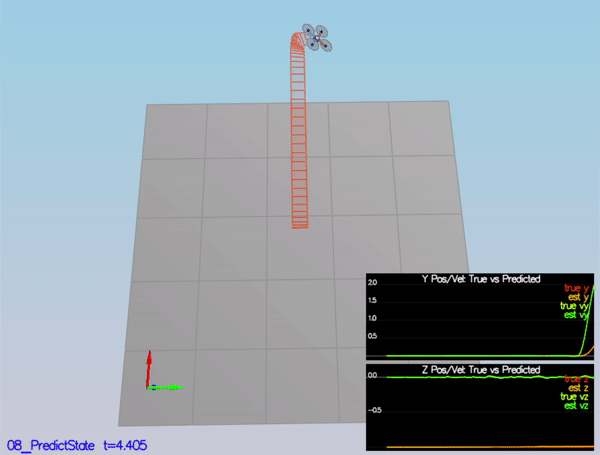 Y Pos/Vel: True vs Predicted
2.0
true y
est y
1.5
true vy
est vy
1.0
0.5
Z Pos/Vel: True vs Predicted
0.0
true z
est z
true vz
-0.5
est vz
08_PredictState t=4.405